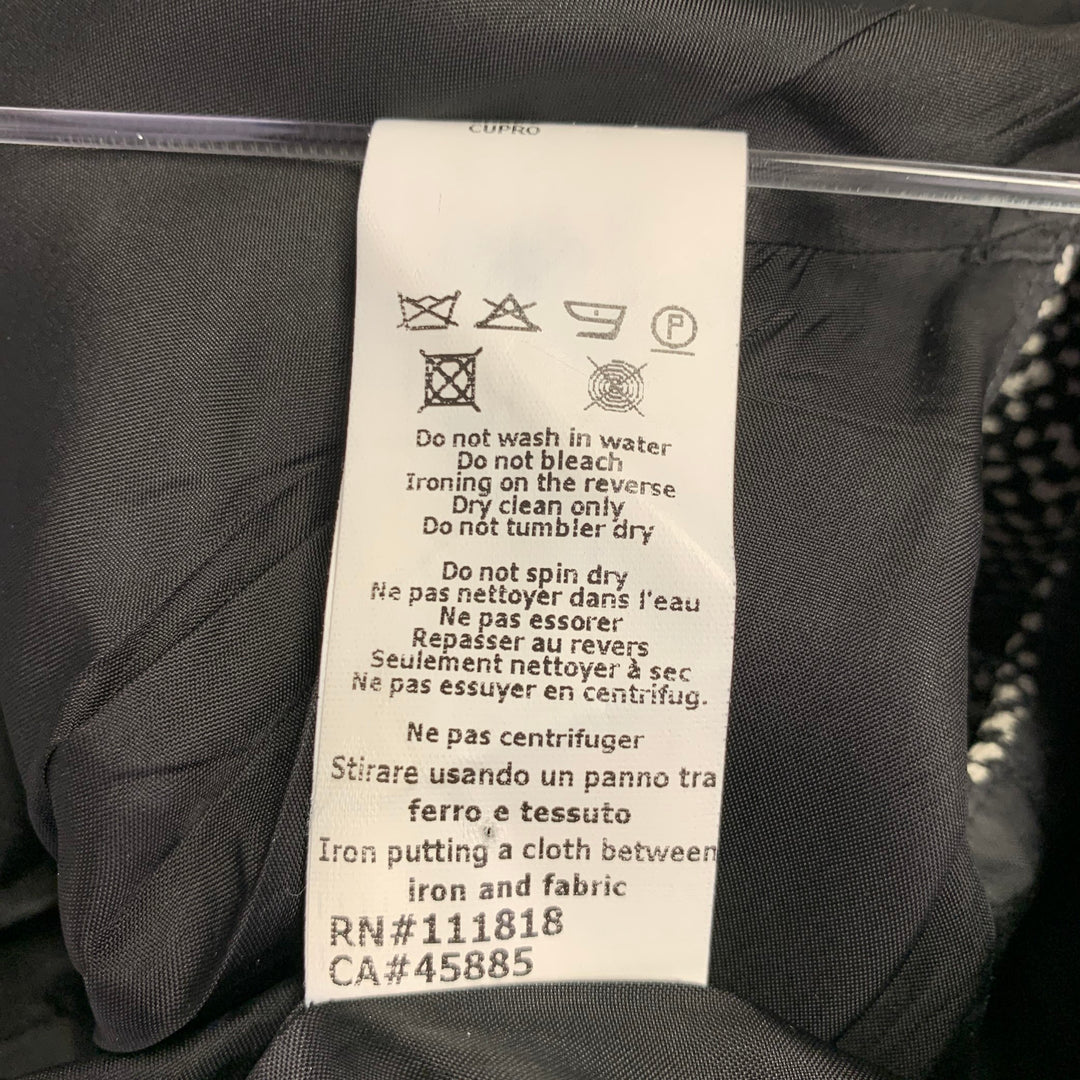 CUPRO
P
Do not wash in water
Do not bleach
Ironing on the reverse
Dry clean only
Do not tumbler dry
Do not spin dry
Ne pas nettoyer dans l'eau
Ne pas essorer
Repasser au revers
Seulement nettoyer à sec
Ne pas essuyer en centrifug.
Ne pas centrifuger
Stirare usando un panno tra
ferro e tessuto
Iron putting a cloth between
iron and fabric
RN#111818
CA#45885